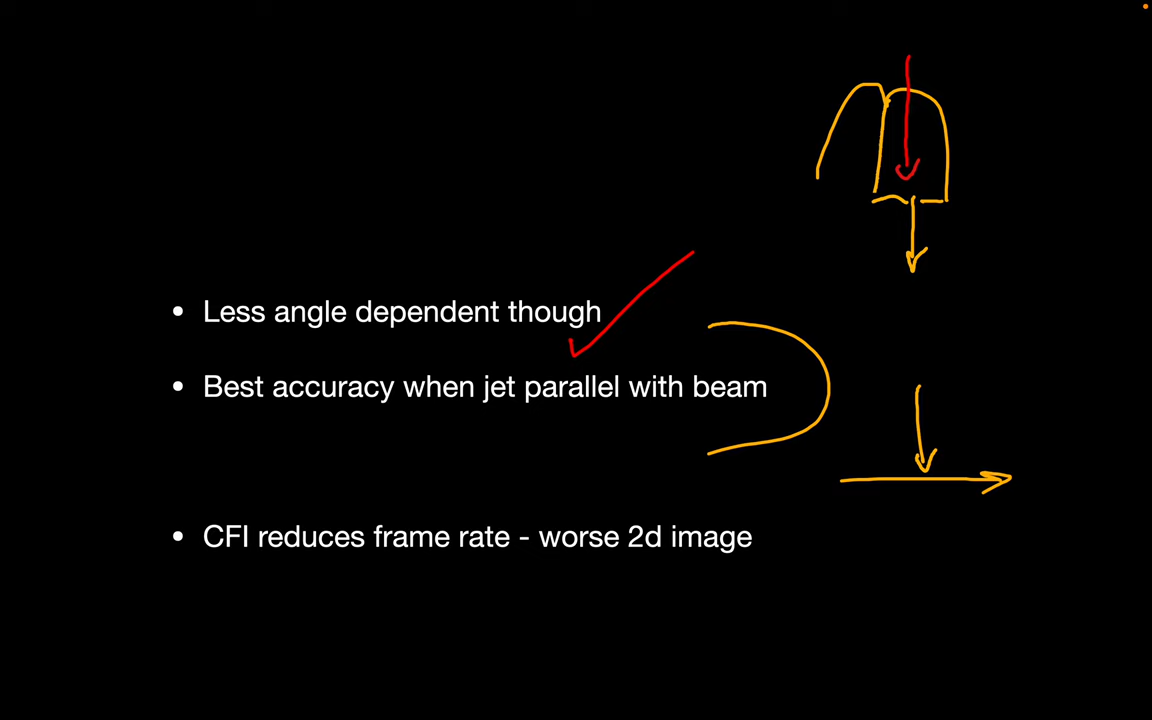 • Less angle dependent though
• Best accuracy when jet parallel with beam
• CFI reduces frame rate - worse 2d image